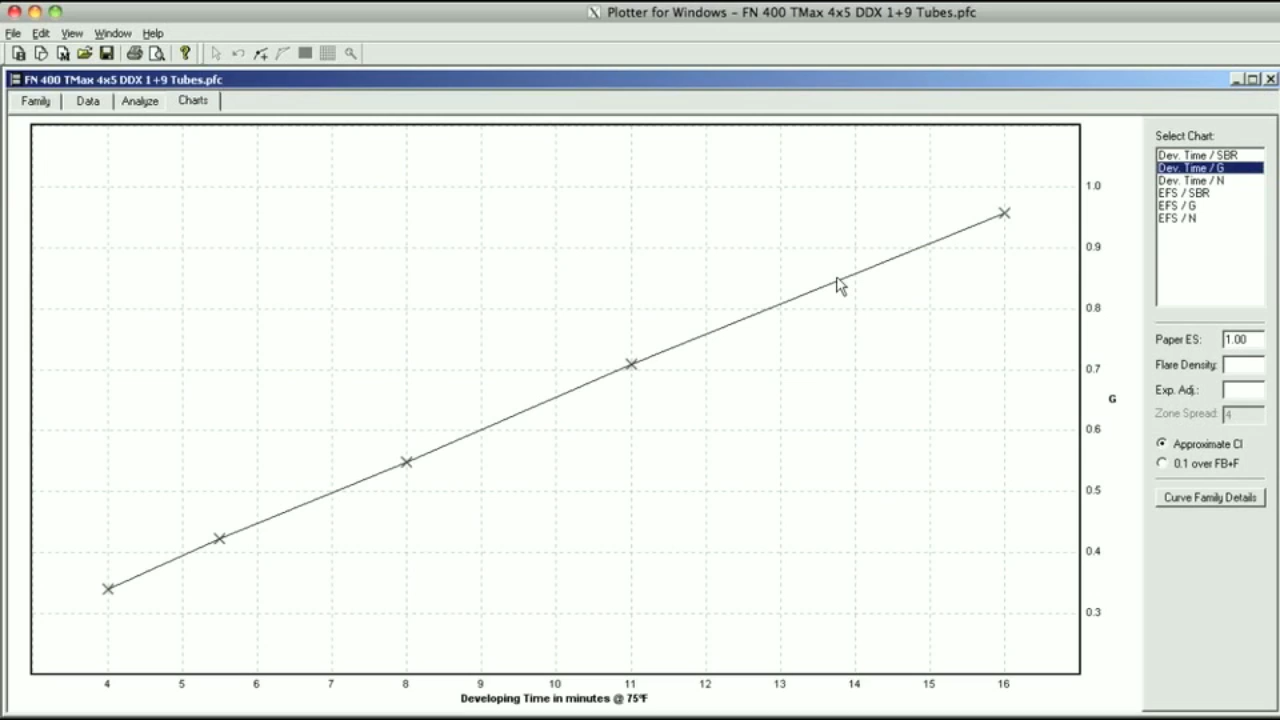 Plotter for Windows – FN 400 TMax 4x5 DDX 1+9 Tubes.pfc
File Edit View Window Help
FN 400 TMax 4x5 DDX 1+9 Tubes.pfc
Family Data Analyze Charts
Select Chart:
Dev. Time / SBR
Dev. Time / G
Dev. Time / N
EFS / SBR
EFS / G
EFS / N
Paper ES: 1.00
Flare Density:
Exp. Adj.:
Zone Spread: 4
Approximate CI
0.1 over FB+F
Curve Family Details
1.0
0.9
0.8
0.7
G
0.6
0.5
0.4
0.3
4 5 6 7 8 9 10 11 12 13 14 15 16
Developing Time in minutes @ 75ºF